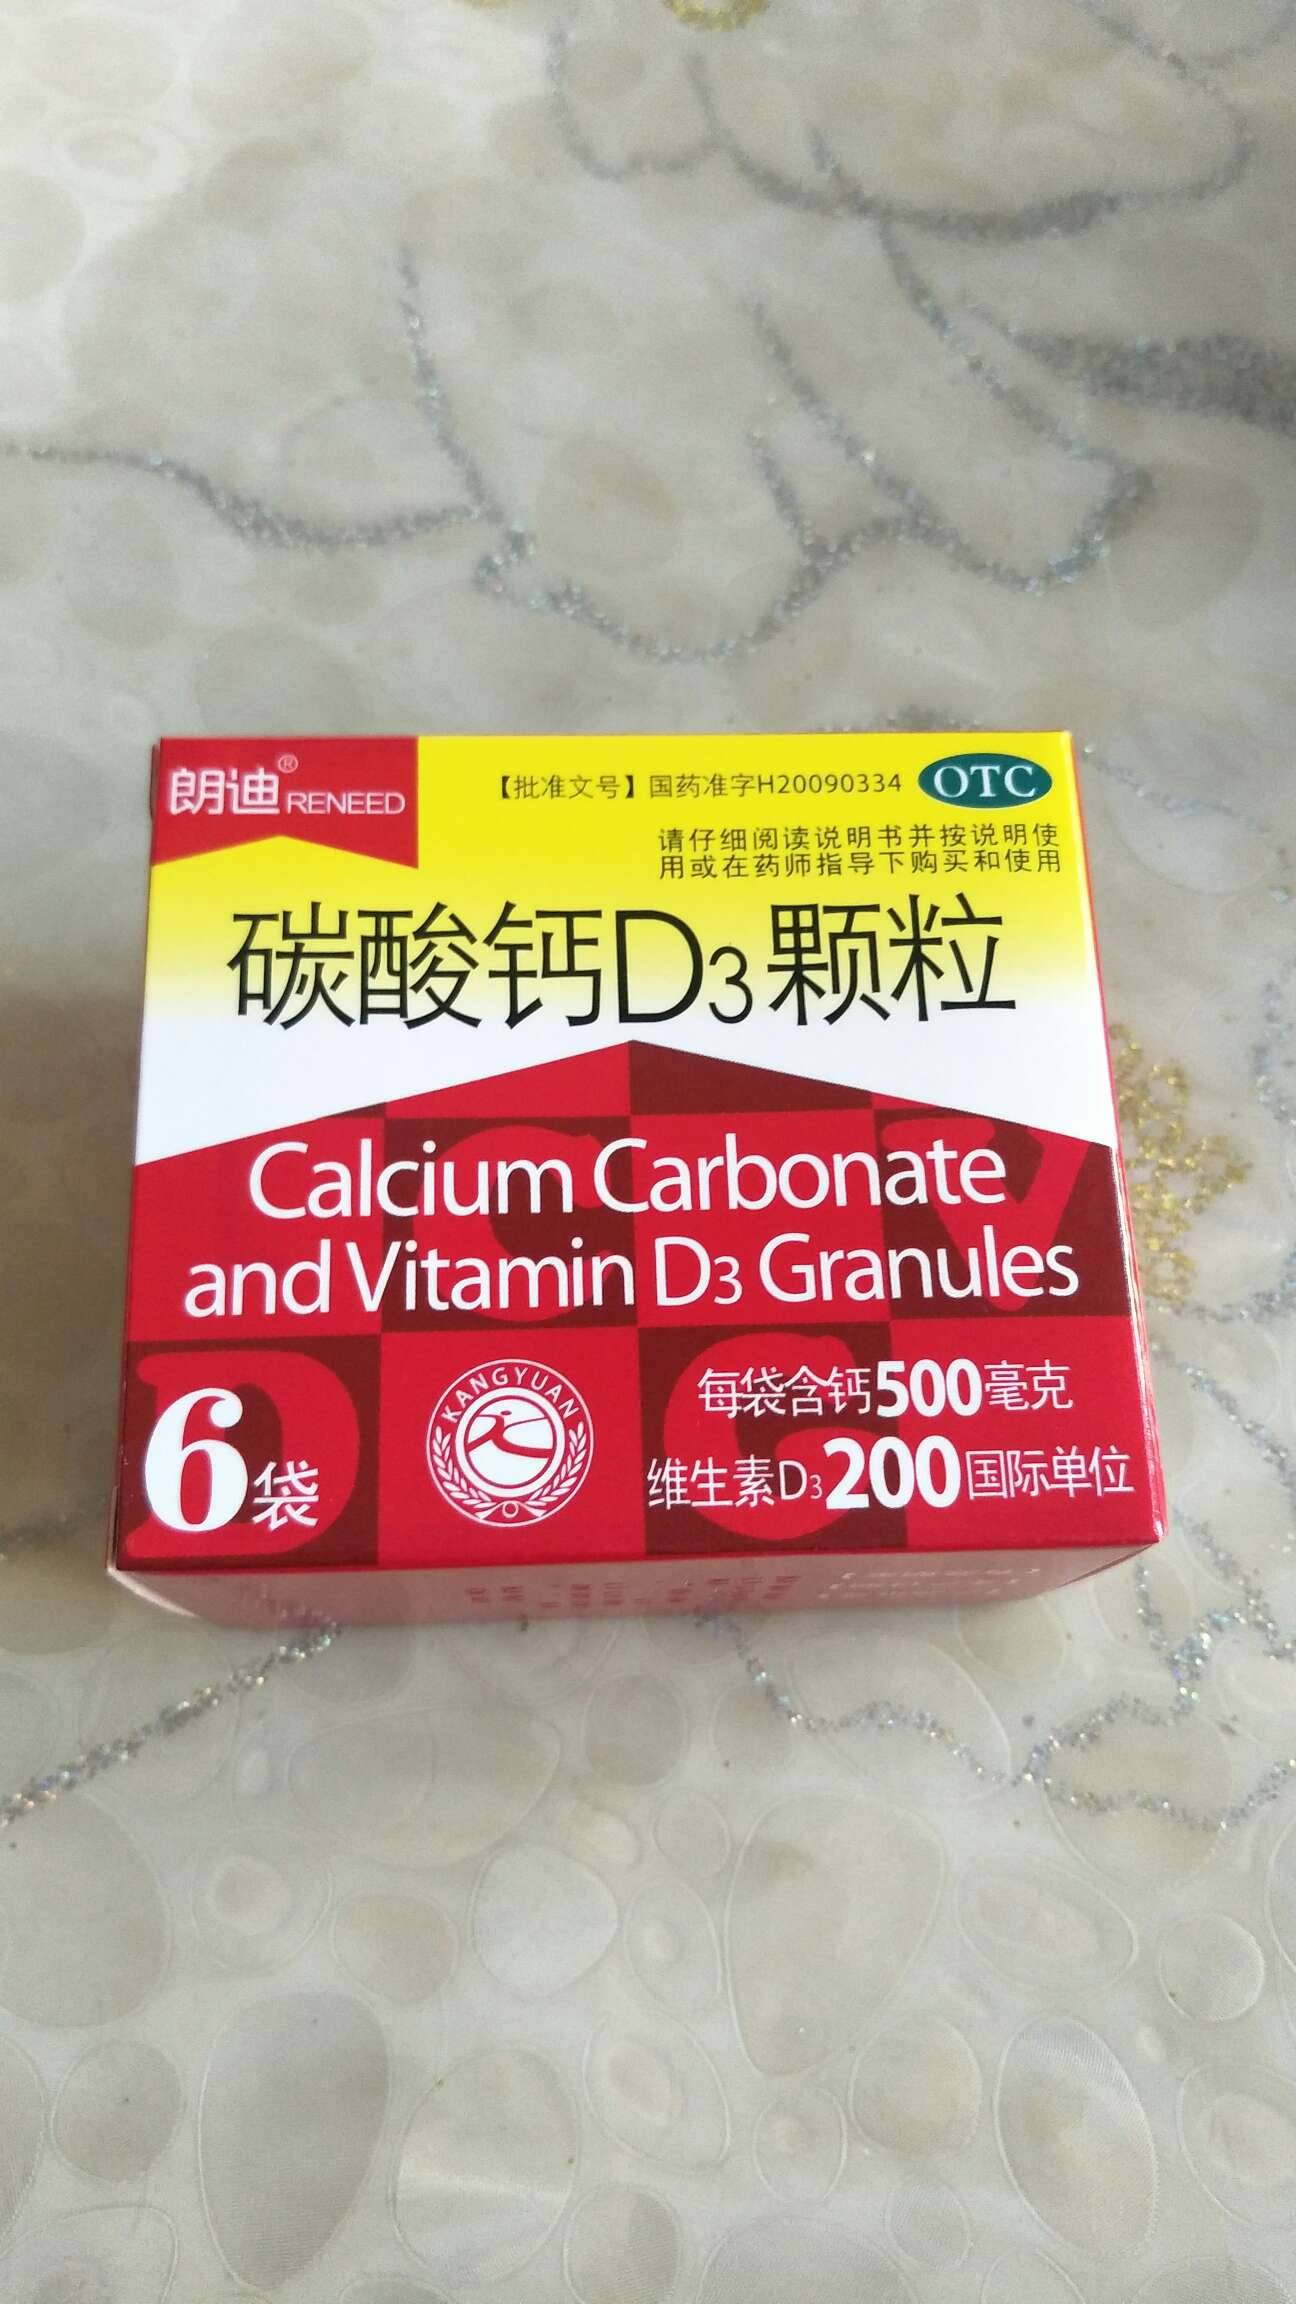 朗迪® RENEED
【批准文号】国药准字H20090334 OTC
请仔细阅读说明书并按说明使
用或在药师指导下购买和使用
碳酸钙D3颗粒
Calcium Carbonate
and Vitamin D3 Granules
6袋
KANGYUAN
每袋含钙500毫克
维生素D3200国际单位